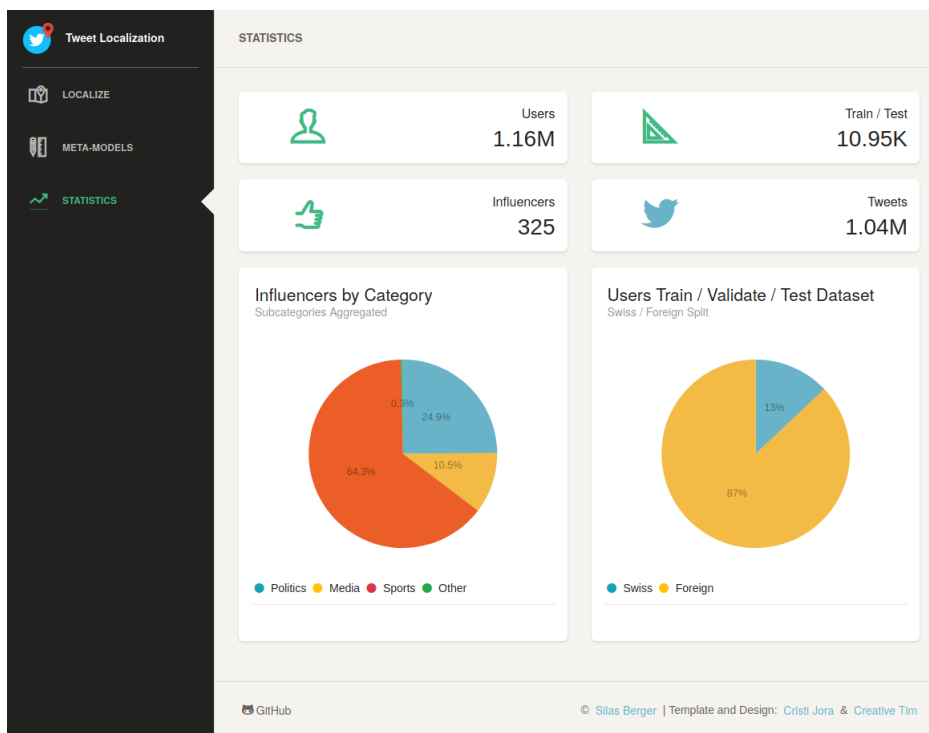 Tweet Localization
LOCALIZE
META-MODELS
STATISTICS
STATISTICS
Users
1.16M
Train / Test
10.95K
Influencers
325
Tweets
1.04M
Influencers by Category
Subcategories Aggregated
0.3%
24.9%
10.5%
64.3%
Politics Media Sports Other
Users Train / Validate / Test Dataset
Swiss / Foreign Split
13%
87%
Swiss Foreign
GitHub
© Silas Berger | Template and Design: Cristi Jora & Creative Tim